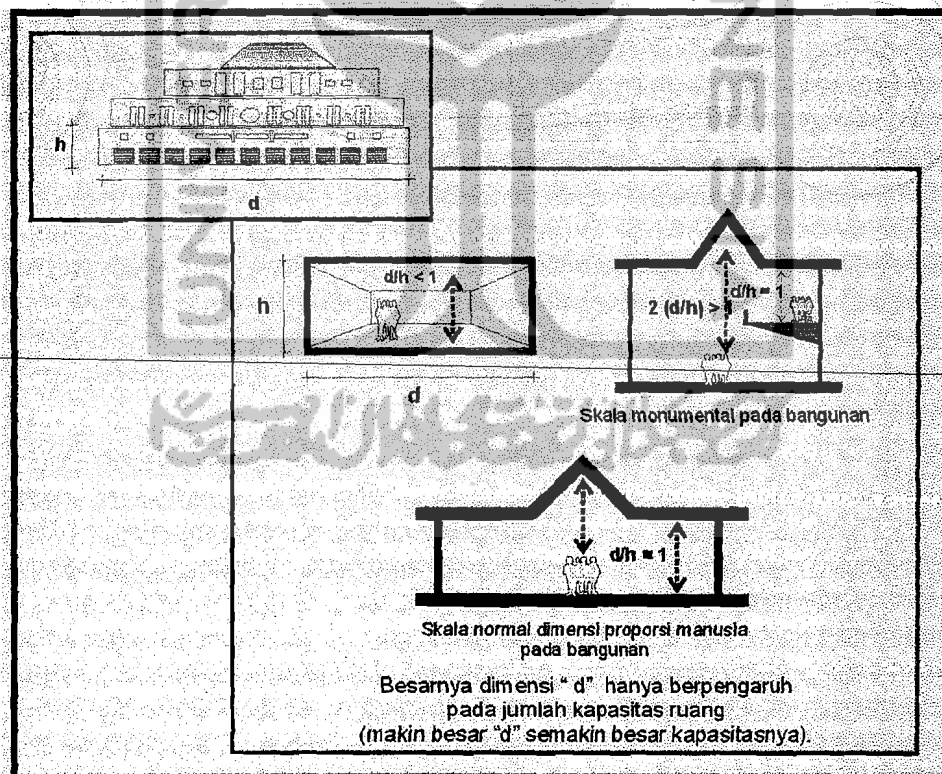 h
d
h
d/h < 1
d
2 (d/h) >
d/h = 1
Skala monumental pada bangunan
d/h = 1
Skala normal dimensi proporsi manusia
pada bangunan
Besarnya dimensi “ d” hanya berpengaruh
pada jumlah kapasitas ruang
(makin besar “d” semakin besar kapasitasnya).